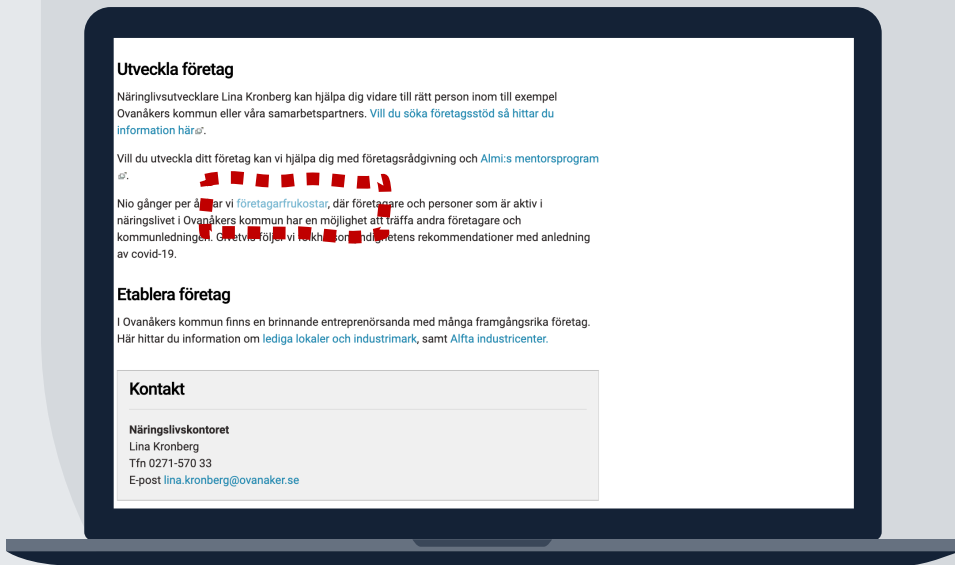 Utveckla företag
Näringlivsutvecklare Lina Kronberg kan hjälpa dig vidare till rätt person inom till exempel
Ovanåkers kommun eller våra samarbetspartners. Vill du söka företagsstöd så hittar du
information här.
Vill du utveckla ditt företag kan vi hjälpa dig med företagsrådgivning och Almi:s mentorsprogram
.
Nio gånger per vi företagarfrukostar, där företagare och personer som är aktiv i
näringslivet i Ovanåkers kommun har en möjlighet att träffa andra företagare och
kommunledningen. följer vi rekommendationer med anledning
av covid-19.
Etablera företag
I Ovanåkers kommun finns en brinnande entreprenörsanda med många framgångsrika företag.
Här hittar du information om lediga lokaler och industrimark, samt Alfta industricenter.
Kontakt
Näringslivskontoret
Lina Kronberg
Tfn 0271-570 33
E-post lina.kronberg@ovanaker.se